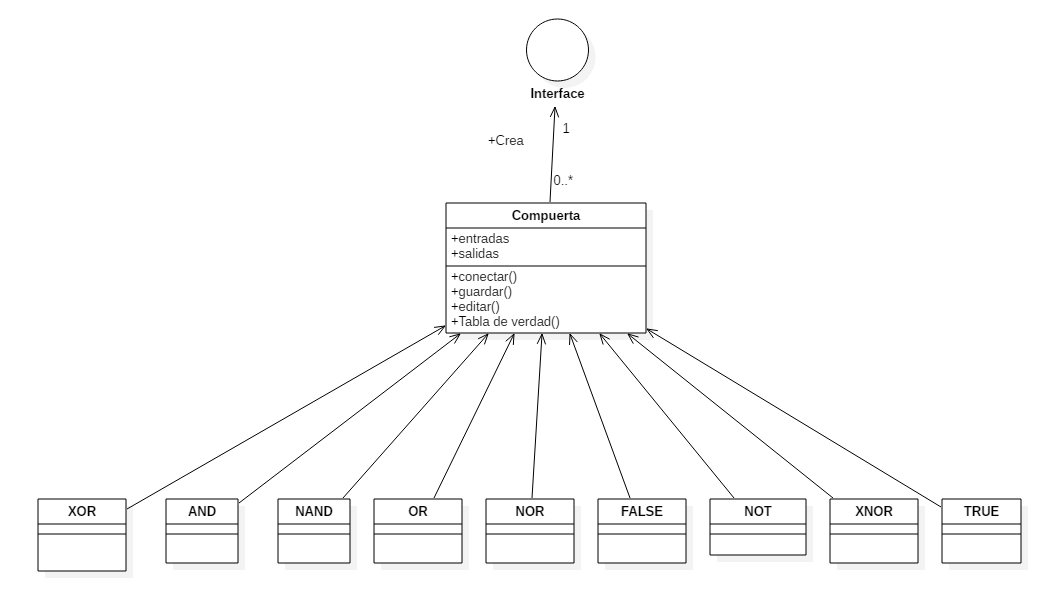 Interface
1
+Crea
0..*
Compuerta
+entradas
+salidas
+conectar()
+guardar()
+editar()
+Tabla de verdad()
XOR
AND
NAND
OR
NOR
FALSE
NOT
XNOR
TRUE